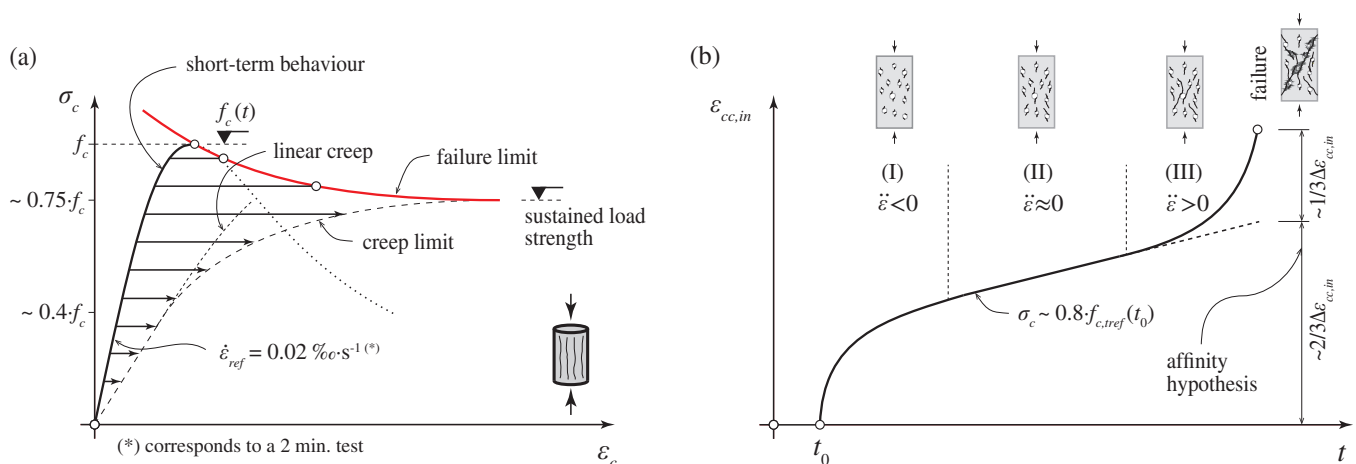 (a)
short-term behaviour
σc
fc(t)
fc
linear creep
failure limit
~ 0.75·fc
sustained load
strength
creep limit
~ 0.4·fc
ε̇ref = 0.02 ‰·s-1 (*)
(*) corresponds to a 2 min. test
εc
(b)
εcc,in
failure
(I)
(II)
(III)
ε̈<0
ε̈≈0
ε̈>0
~1/3Δεcc,in
σc ~ 0.8·fc,tref(t0)
~2/3Δεcc,in
affinity
hypothesis
t0
t